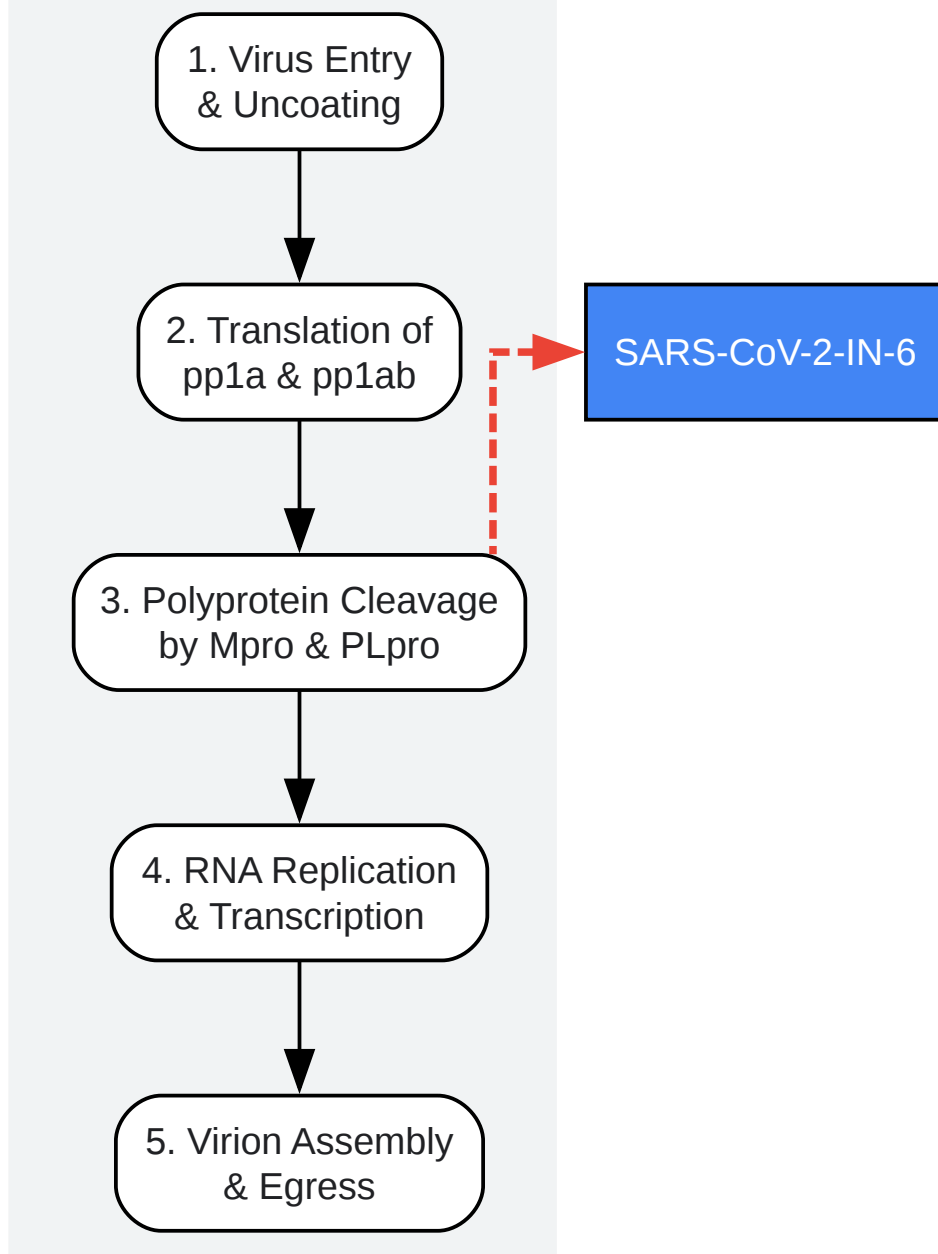 1. Virus Entry
& Uncoating
2. Translation of
pp1a & pp1ab
SARS-CoV-2-IN-6
3. Polyprotein Cleavage
by Mpro & PLpro
4. RNA Replication
& Transcription
5. Virion Assembly
& Egress